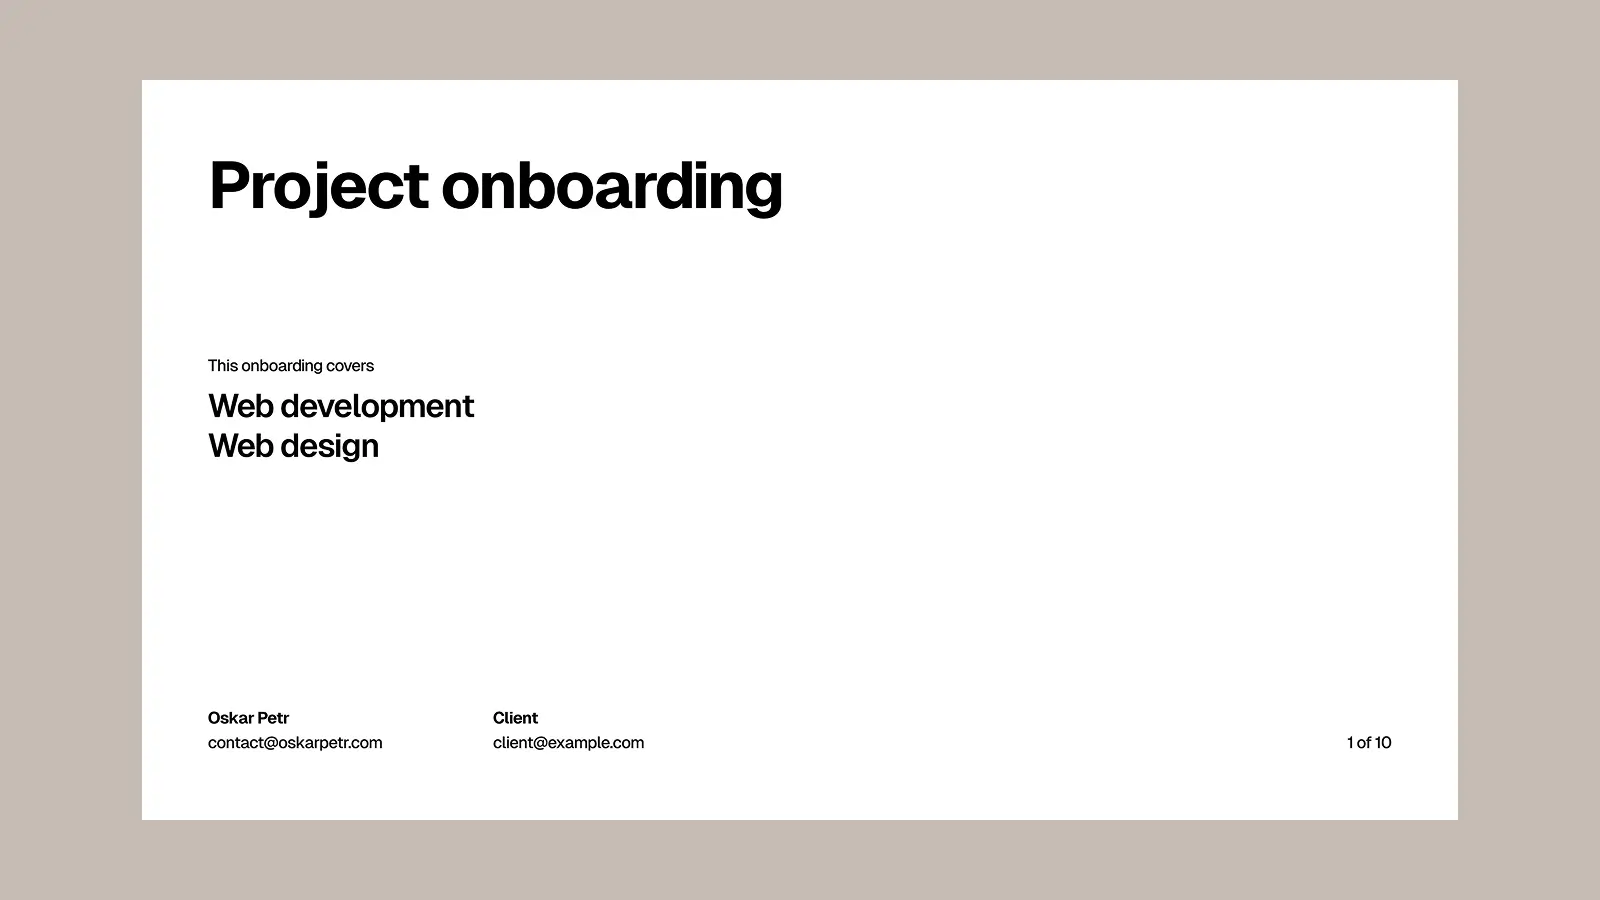 Project onboarding
This onboarding covers
Web development
Web design
Oskar Petr
contact@oskarpetr.com
Client
client@example.com
1 of 10